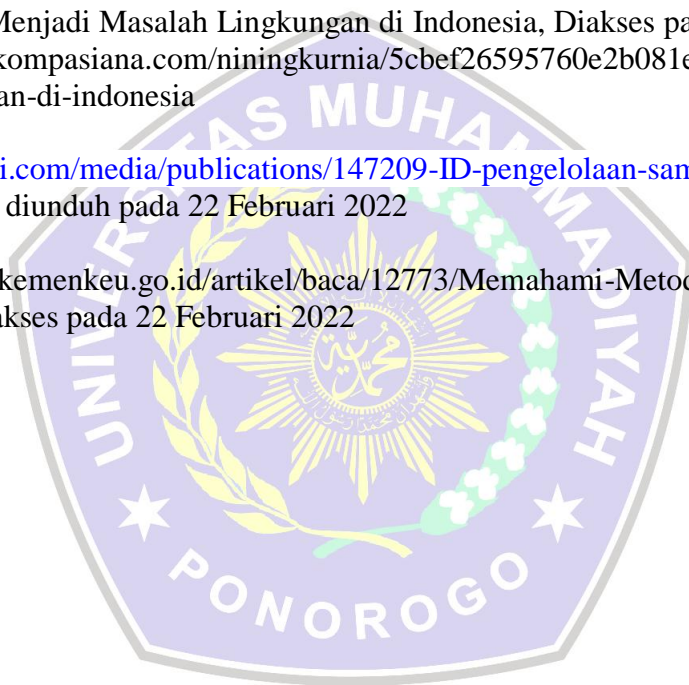 Menjadi Masalah Lingkungan di Indonesia, Diakses pa
kompasiana.com/niningkurnia/5cbef26595760e2b081e
an-di-indonesia
i.com/media/publications/147209-ID-pengelolaan-sam
diunduh pada 22 Februari 2022
kemenkeu.go.id/artikel/baca/12773/Memahami-Metod
akses pada 22 Februari 2022
UNIVERSITAS MUHAMMADIYAH
PONOROGO